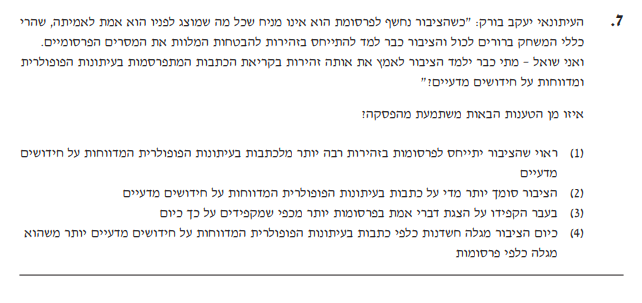 7. העיתונאי יעקב בורק: "כשהציבור נחשף לפרסומת הוא אינו מניח שכל מה שמוצג לפניו הוא אמת לאמיתה, שהרי
כללי המשחק ברורים לכול והציבור כבר למד להתייחס בזהירות להבטחות המלוות את המסרים הפרסומיים.
ואני שואל – מתי כבר ילמד הציבור לאמץ את אותה זהירות בקריאת הכתבות המתפרסמות בעיתונות הפופולרית
ומדווחות על חידושים מדעיים?"
איזו מן הטענות הבאות משתמעת מהפסקה?
(1) ראוי שהציבור יתייחס לפרסומות בזהירות רבה יותר מלכתבות בעיתונות הפופולרית המדווחות על חידושים
מדעיים
(2) הציבור סומך יותר מדי על כתבות בעיתונות הפופולרית המדווחות על חידושים מדעיים
(3) בעבר הקפידו על הצגת דברי אמת בפרסומות יותר מכפי שמקפידים על כך כיום
(4) כיום הציבור מגלה חשדנות כלפי כתבות בעיתונות הפופולרית המדווחות על חידושים מדעיים יותר משהוא
מגלה כלפי פרסומות